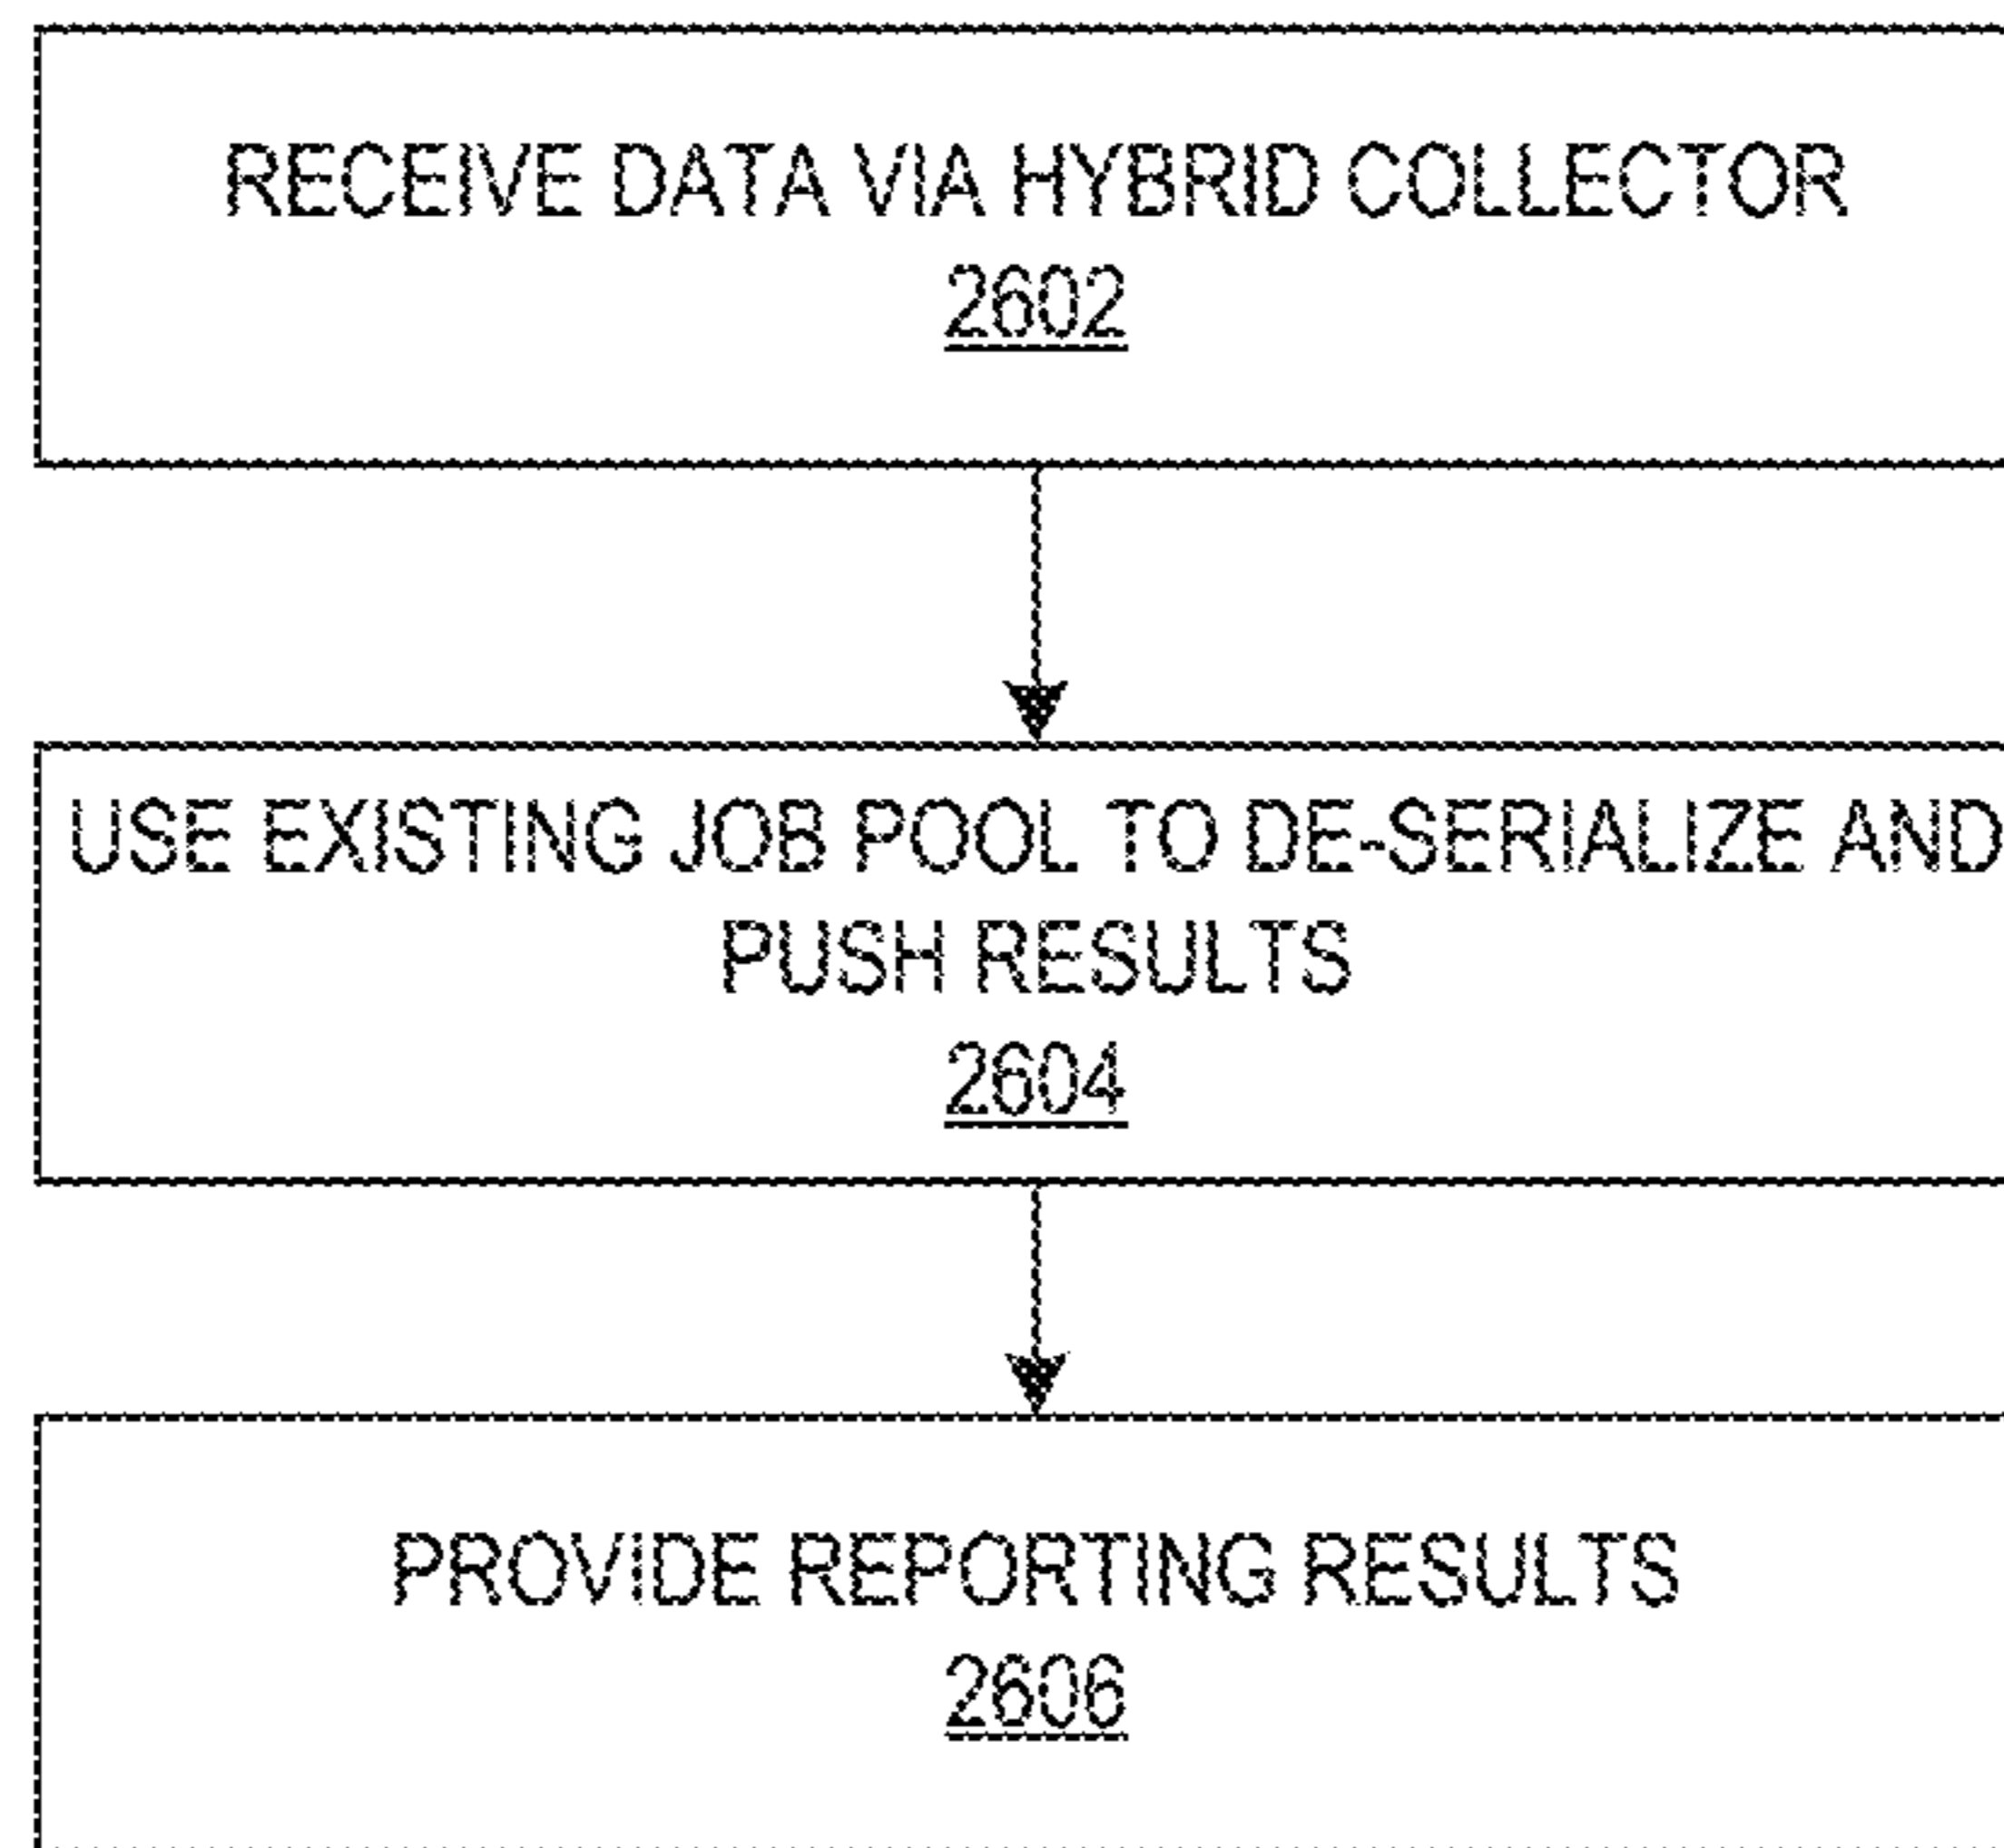 RECEIVE DATA VIA HYBRID COLLECTOR
2602
USE EXISTING JOB POOL TO DE-SERIALIZE AND
PUSH RESULTS
2604
PROVIDE REPORTING RESULTS
2606